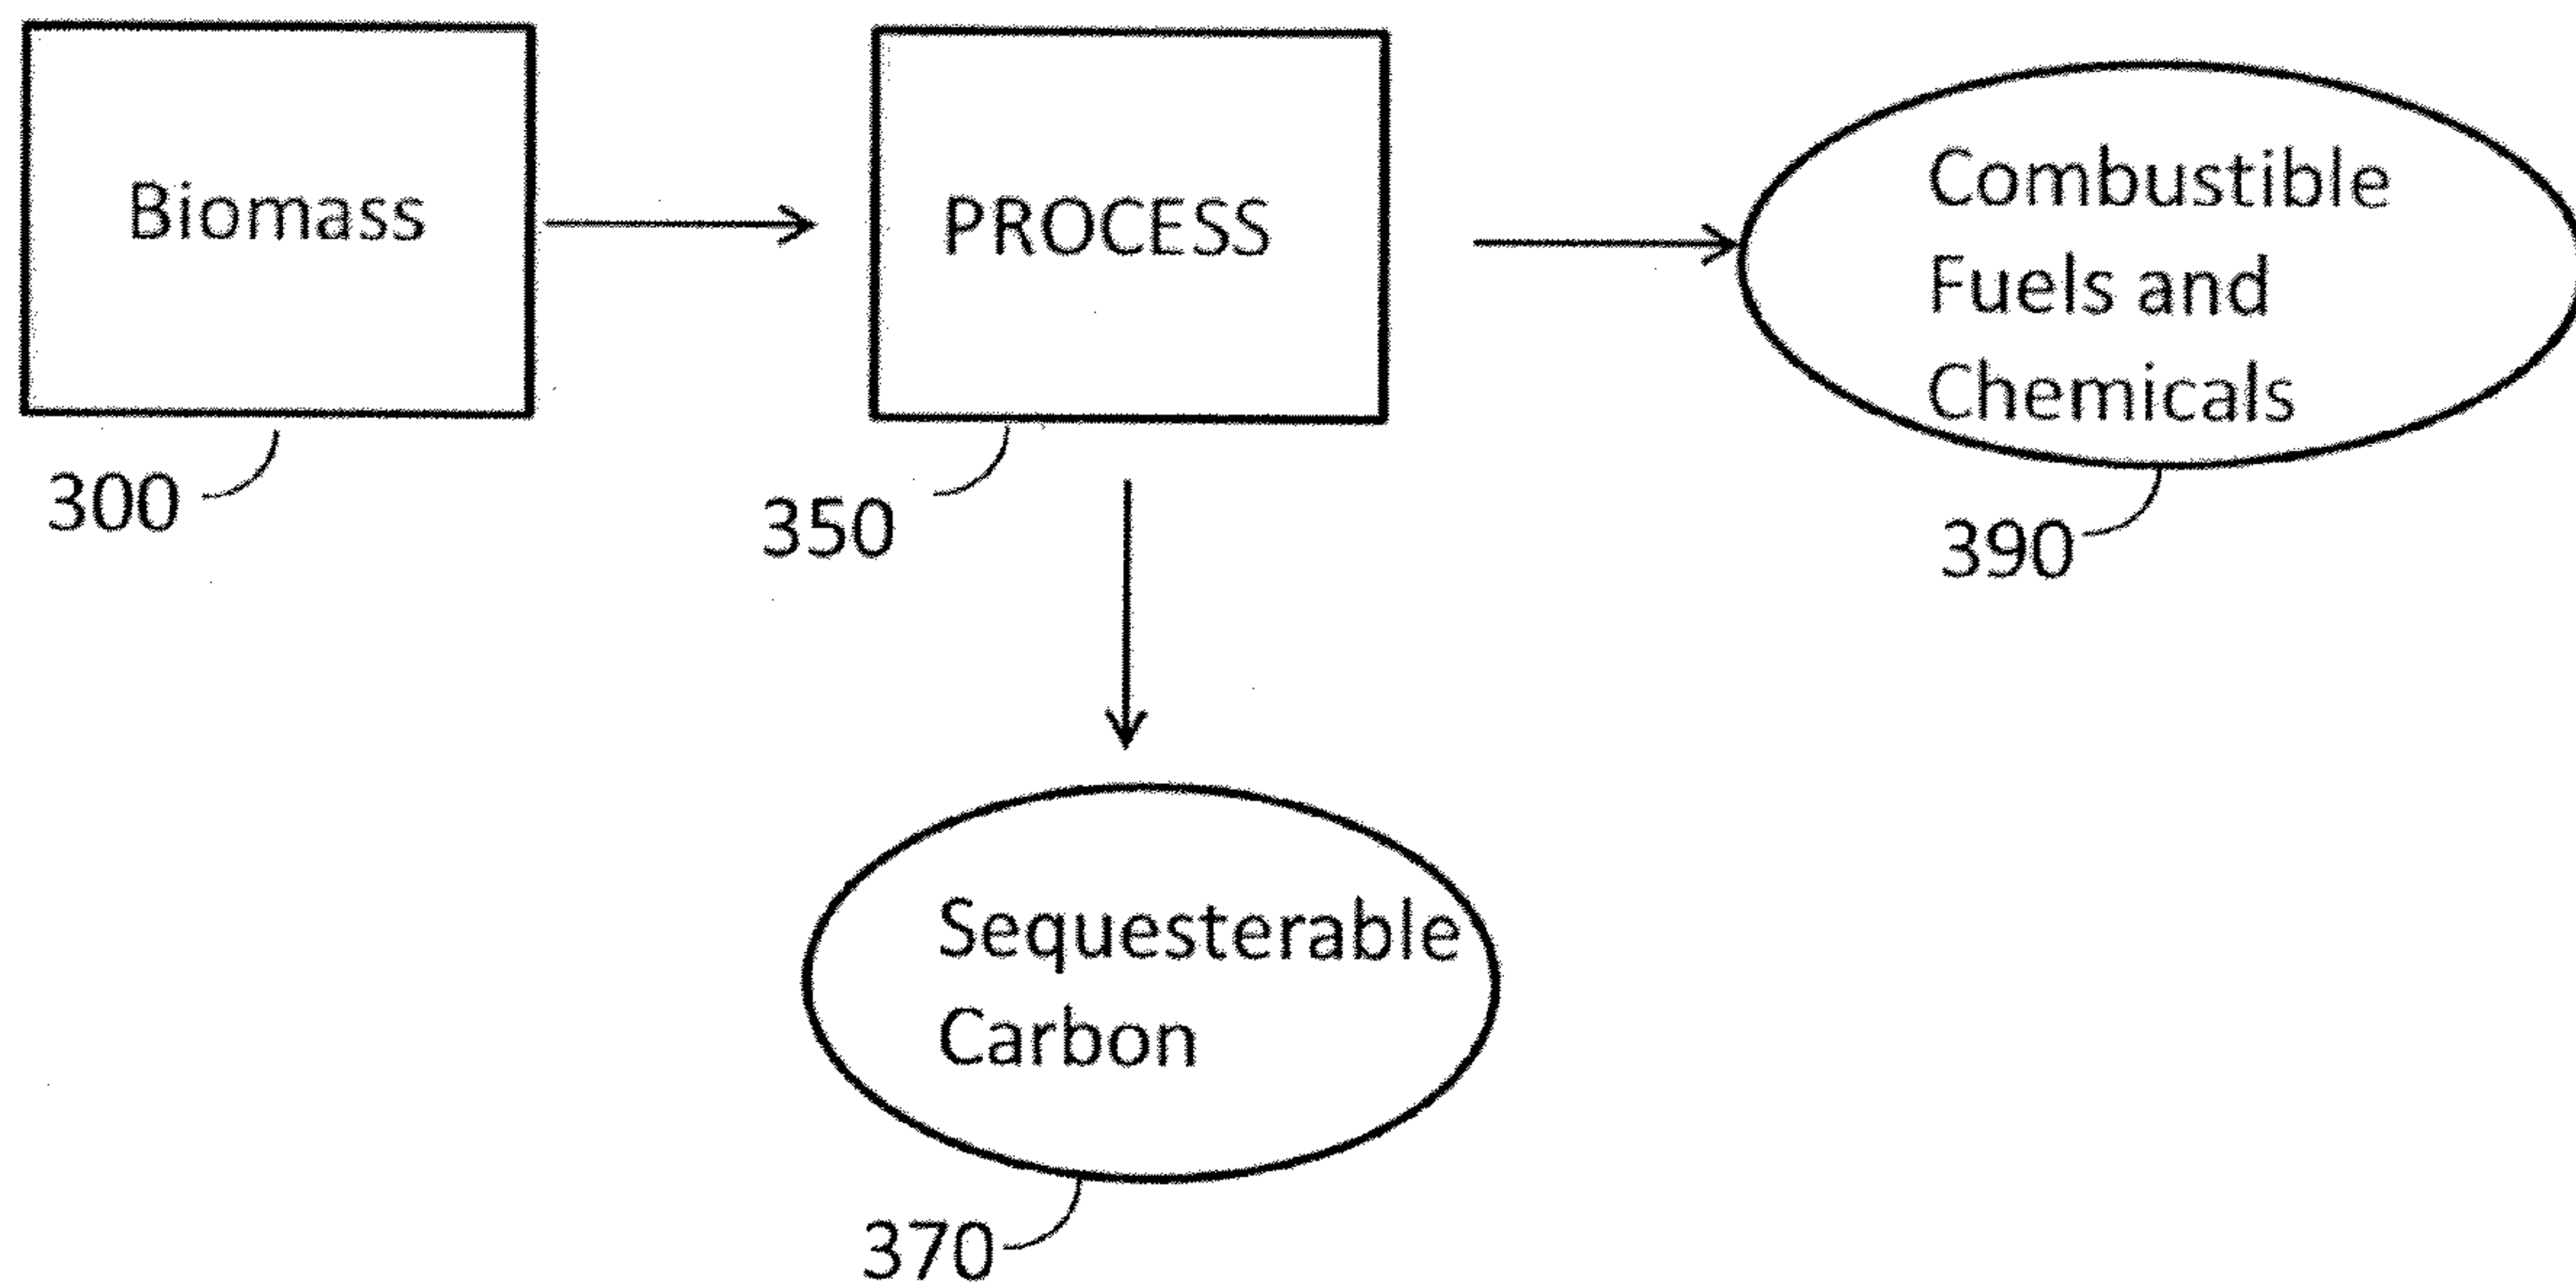 Biomass
PROCESS
Combustible
Fuels and
Chemicals
300
350
390
Sequesterable
Carbon
370